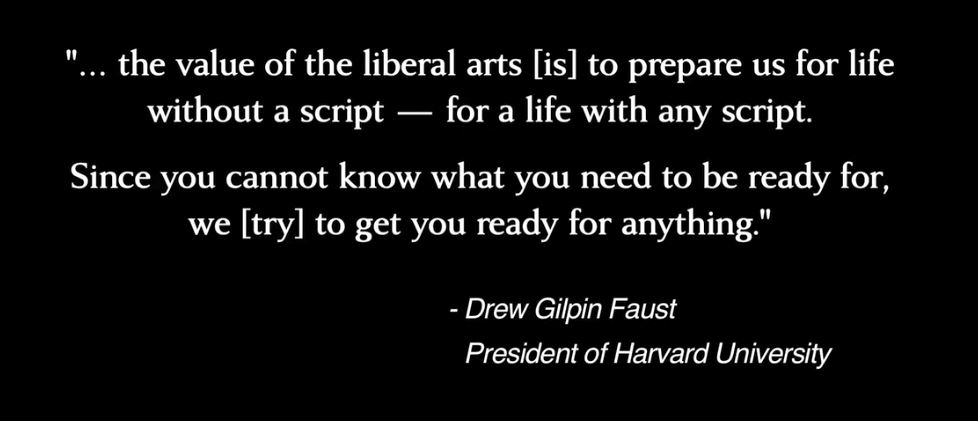 "... the value of the liberal arts [is] to prepare us for life
without a script — for a life with any script.
Since you cannot know what you need to be ready for,
we [try] to get you ready for anything."
- Drew Gilpin Faust
President of Harvard University